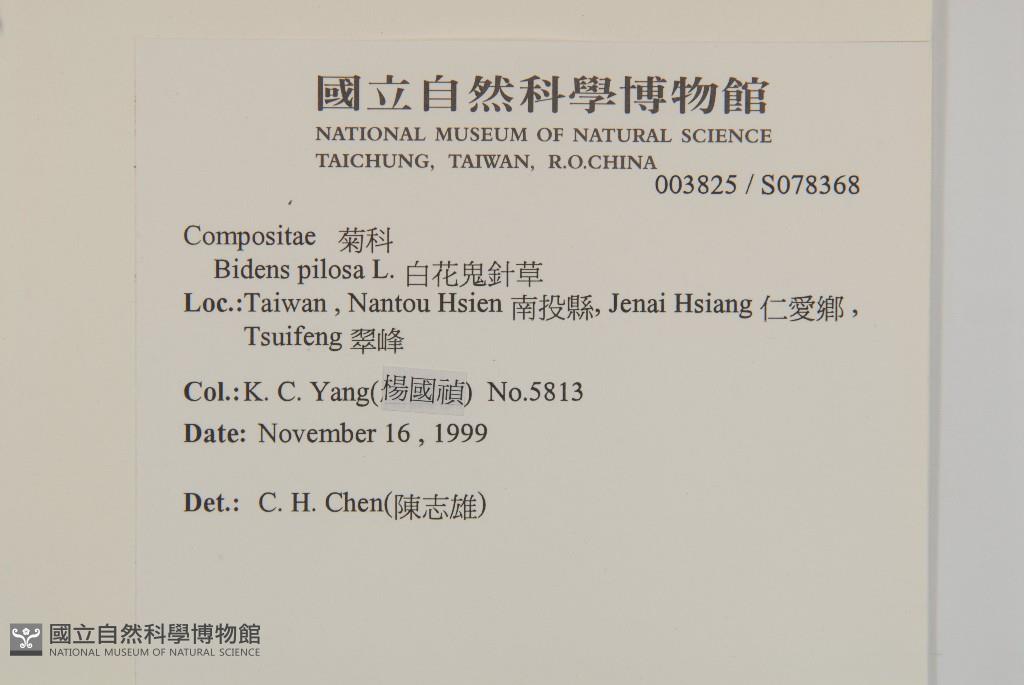 國立自然科學博物館
NATIONAL MUSEUM OF NATURAL SCIENCE
TAICHUNG, TAIWAN, R.O.CHINA
003825 / S078368
Compositae 菊科
Bidens pilosa L. 白花鬼針草
Loc.:Taiwan , Nantou Hsien 南投縣, Jenai Hsiang 仁愛鄉 ,
Tsuifeng 翠峰
Col.:K. C. Yang(楊國禎) No.5813
Date: November 16 , 1999
Det.: C. H. Chen(陳志雄)
國立自然科學博物館
NATIONAL MUSEUM OF NATURAL SCIENCE